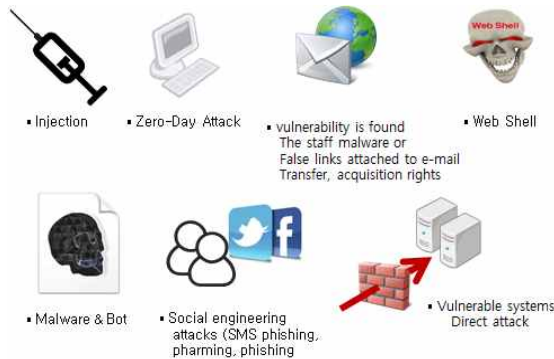 Web Shell
▪ Injection
▪ Zero-Day Attack
▪ vulnerability is found
The staff malware or
False links attached to e-mail
Transfer, acquisition rights
▪ Web Shell
▪ Malware & Bot
▪ Social engineering
attacks (SMS phishing,
pharming, phishing
▪ Vulnerable systems
Direct attack